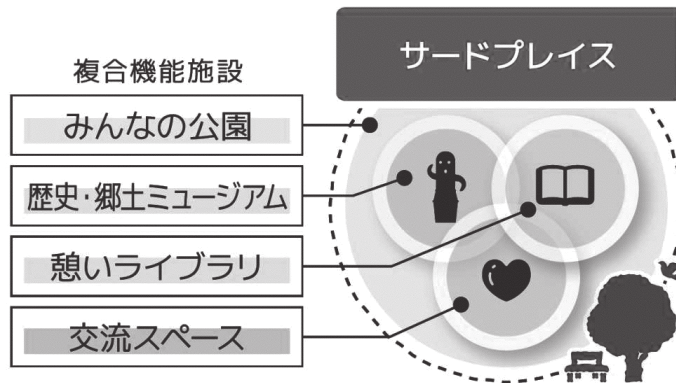 サードプレイス
複合機能施設
みんなの公園
歴史・郷土ミュージアム
憩いライブラリ
交流スペース